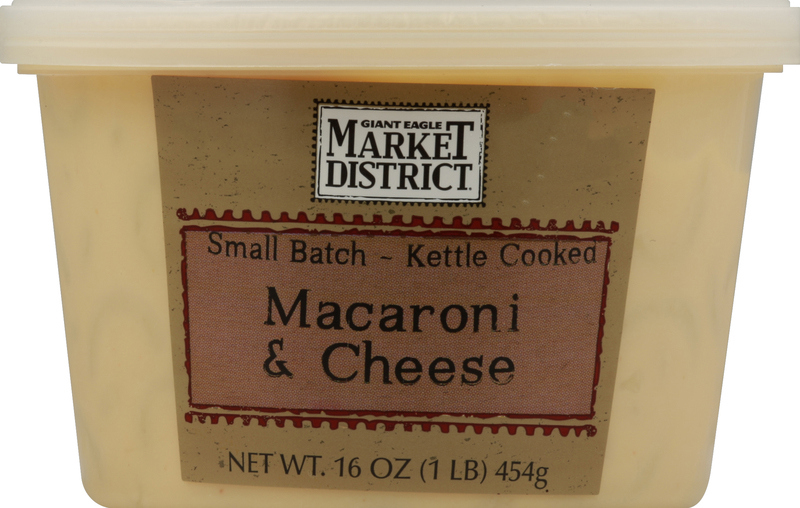 GIANT EAGLE
MARKET
DISTRICT
Small Batch ~ Kettle Cooked
Macaroni
& Cheese
NET WT. 16 OZ (1 LB) 454g